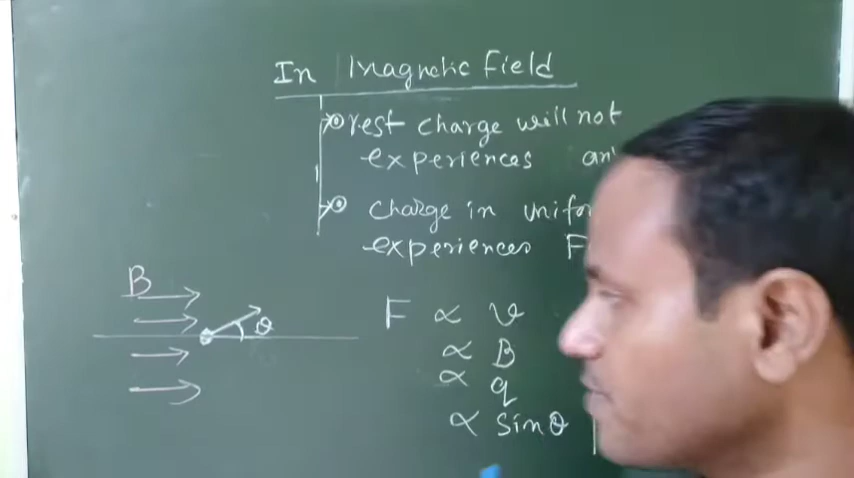 In Magnetic Field
rest charge will not
experiences
charge in
experiences F
B
θ
F ∝ v
∝ B
∝ q
∝ Sinθ